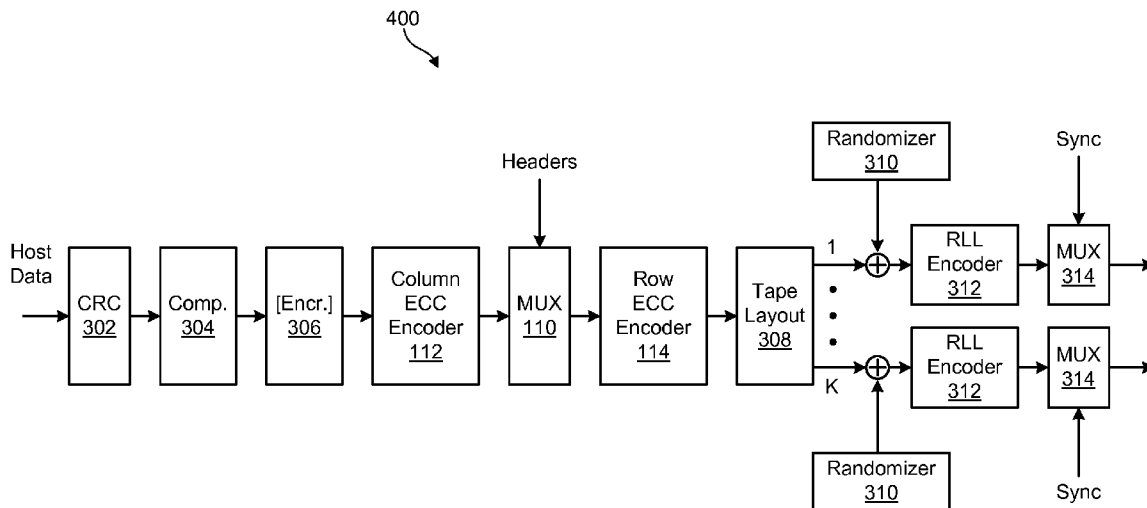 400
Randomizer
310
Sync
Headers
Host
Data
CRC
302
Comp.
304
[Encr.]
306
Column
ECC
Encoder
112
MUX
110
Row
ECC
Encoder
114
Tape
Layout
308
1
K
RLL
Encoder
312
MUX
314
RLL
Encoder
312
MUX
314
Randomizer
310
Sync